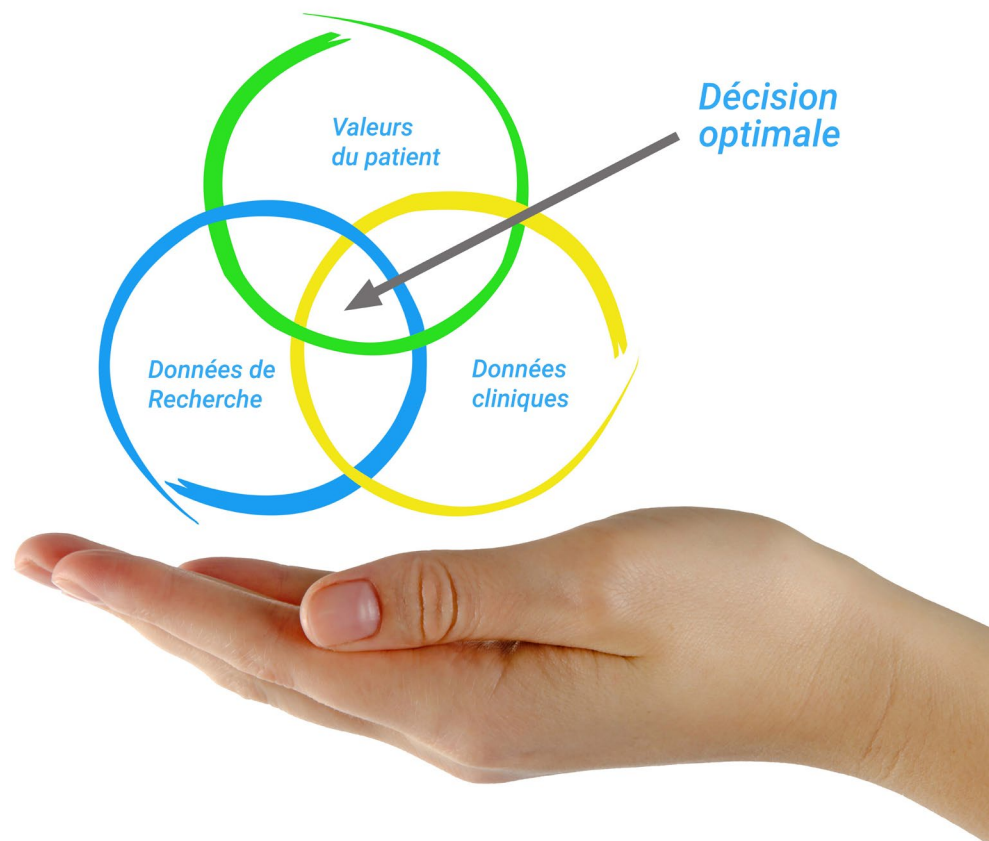 Décision
optimale
Valeurs
du patient
Données de
Recherche
Données
cliniques